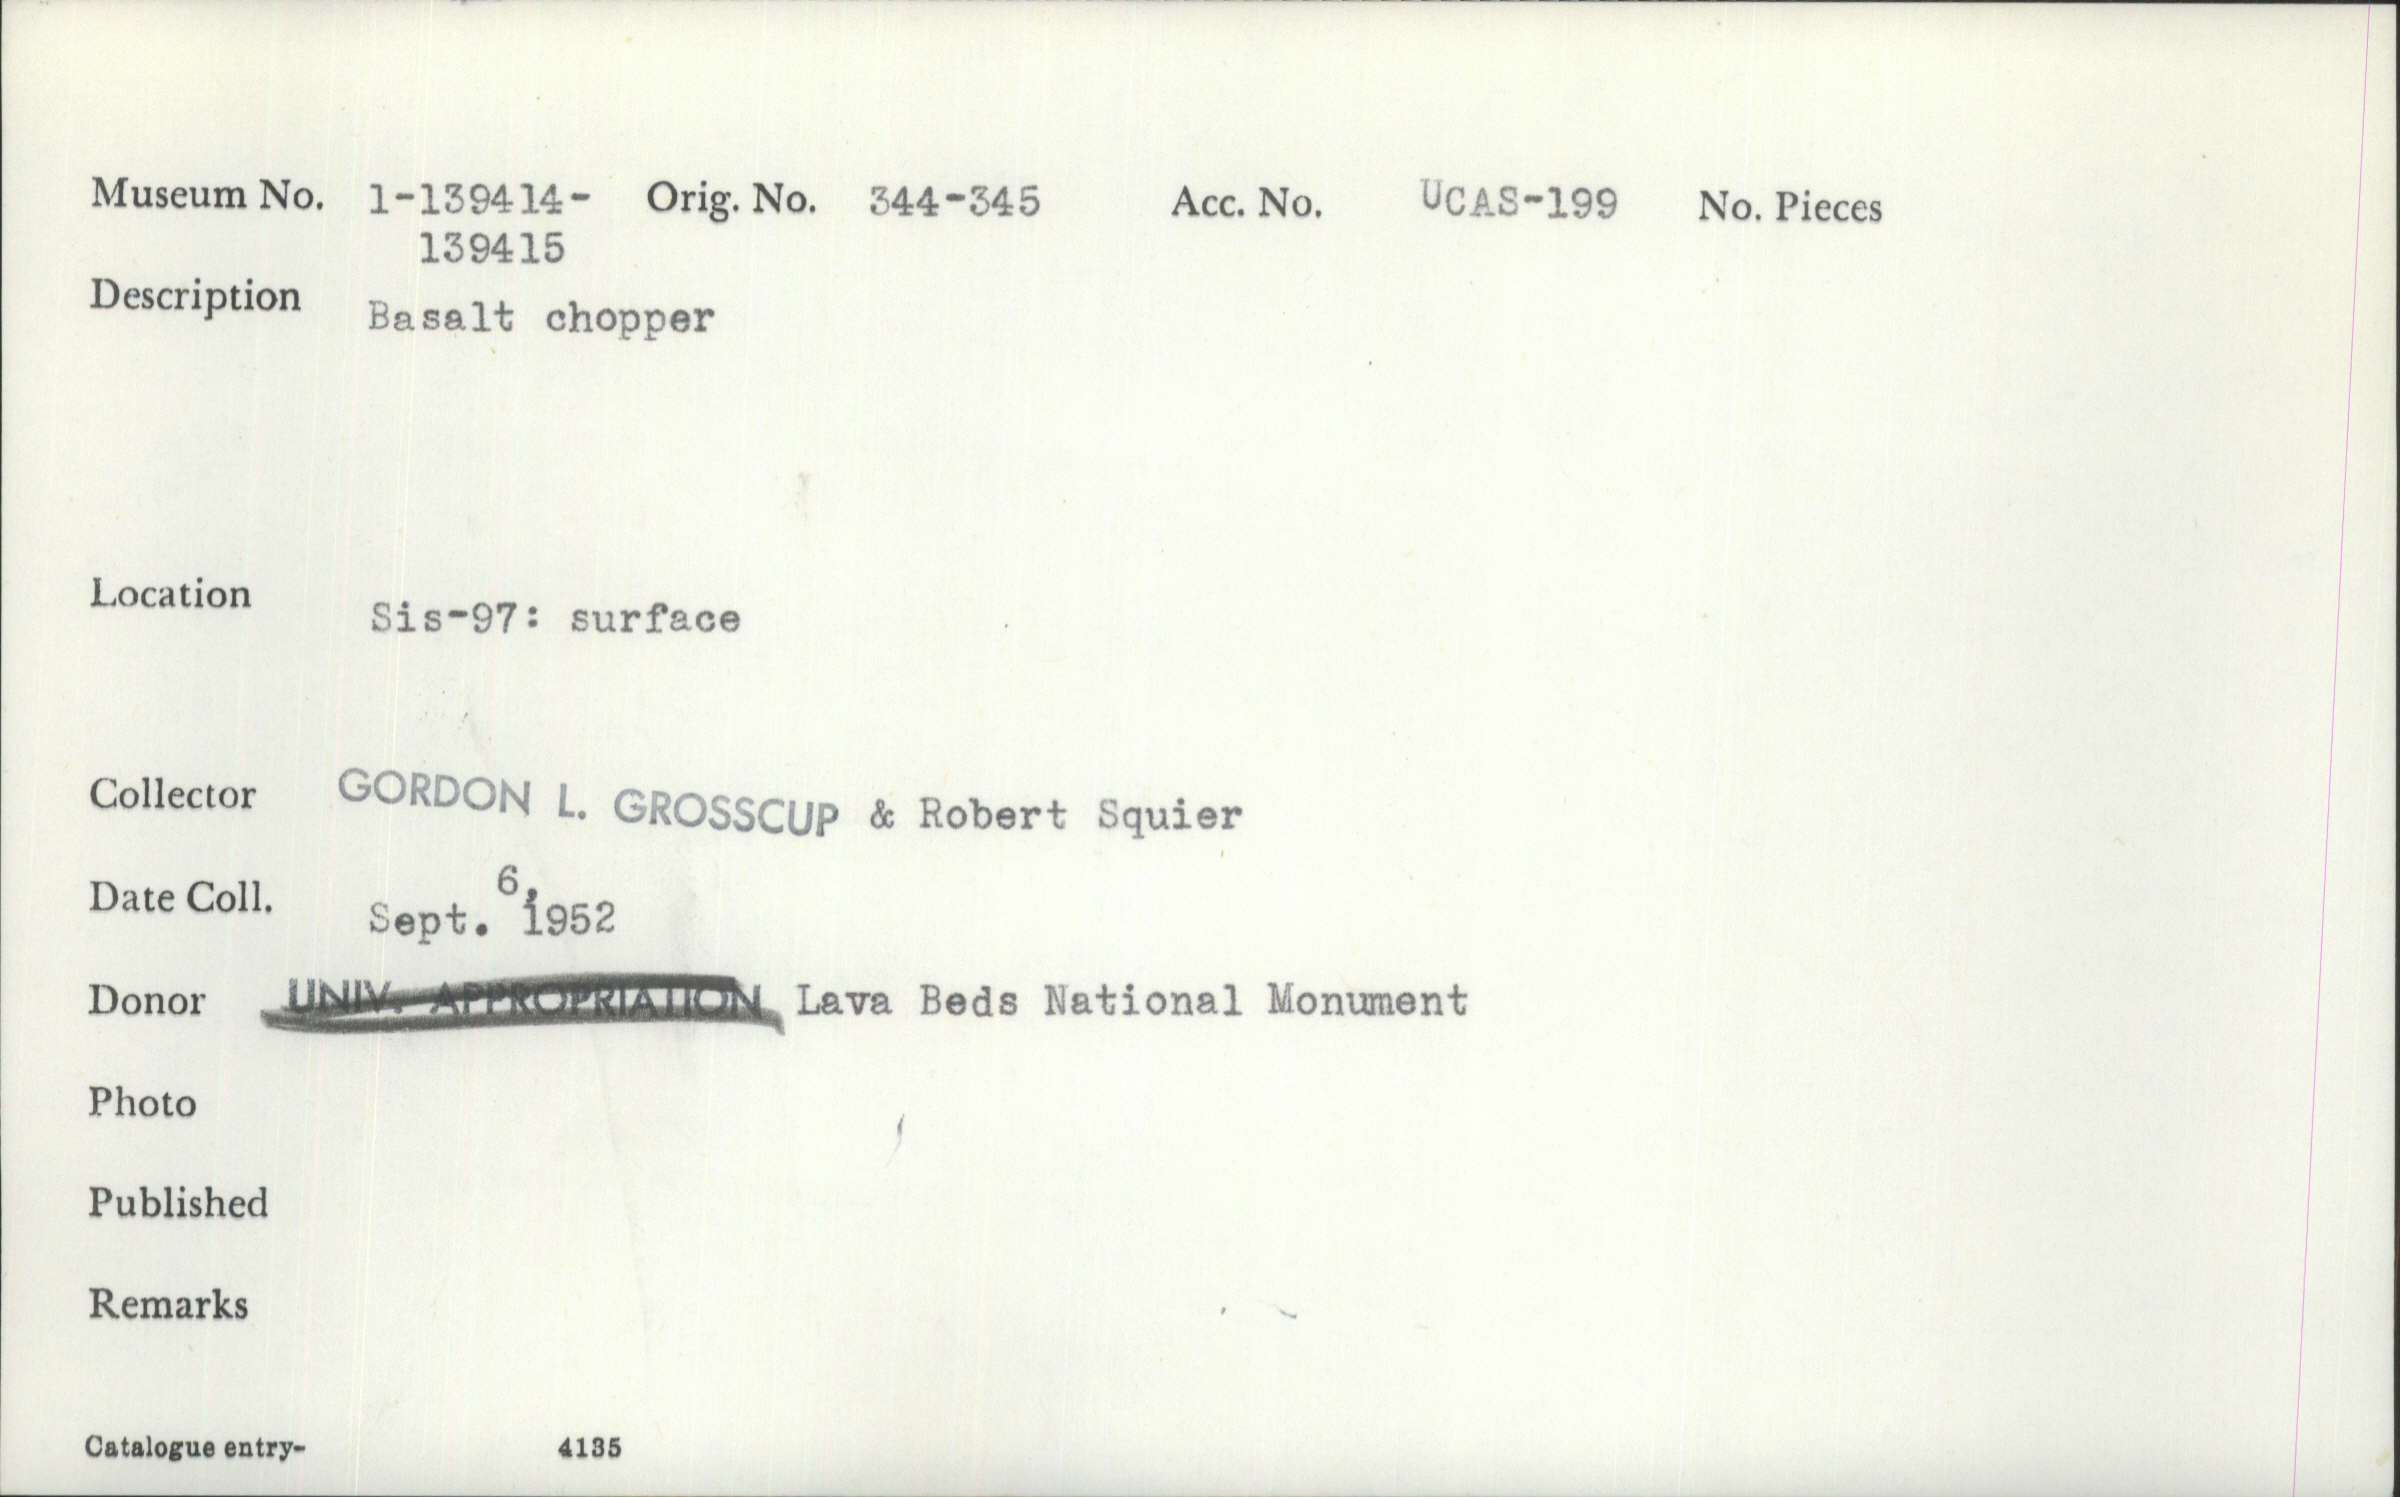 Museum No. 1-139414- Orig. No. 344-345 Acc. No. UCAS-199 No. Pieces
139415
Description Basalt chopper
Location Sis-97: surface
Collector GORDON L. GROSSCUP & Robert Squier
Date Coll. Sept. 6, 1952
Donor UNIV. APPROPRIATION Lava Beds National Monument
Photo
Published
Remarks
Catalogue entry- 4135